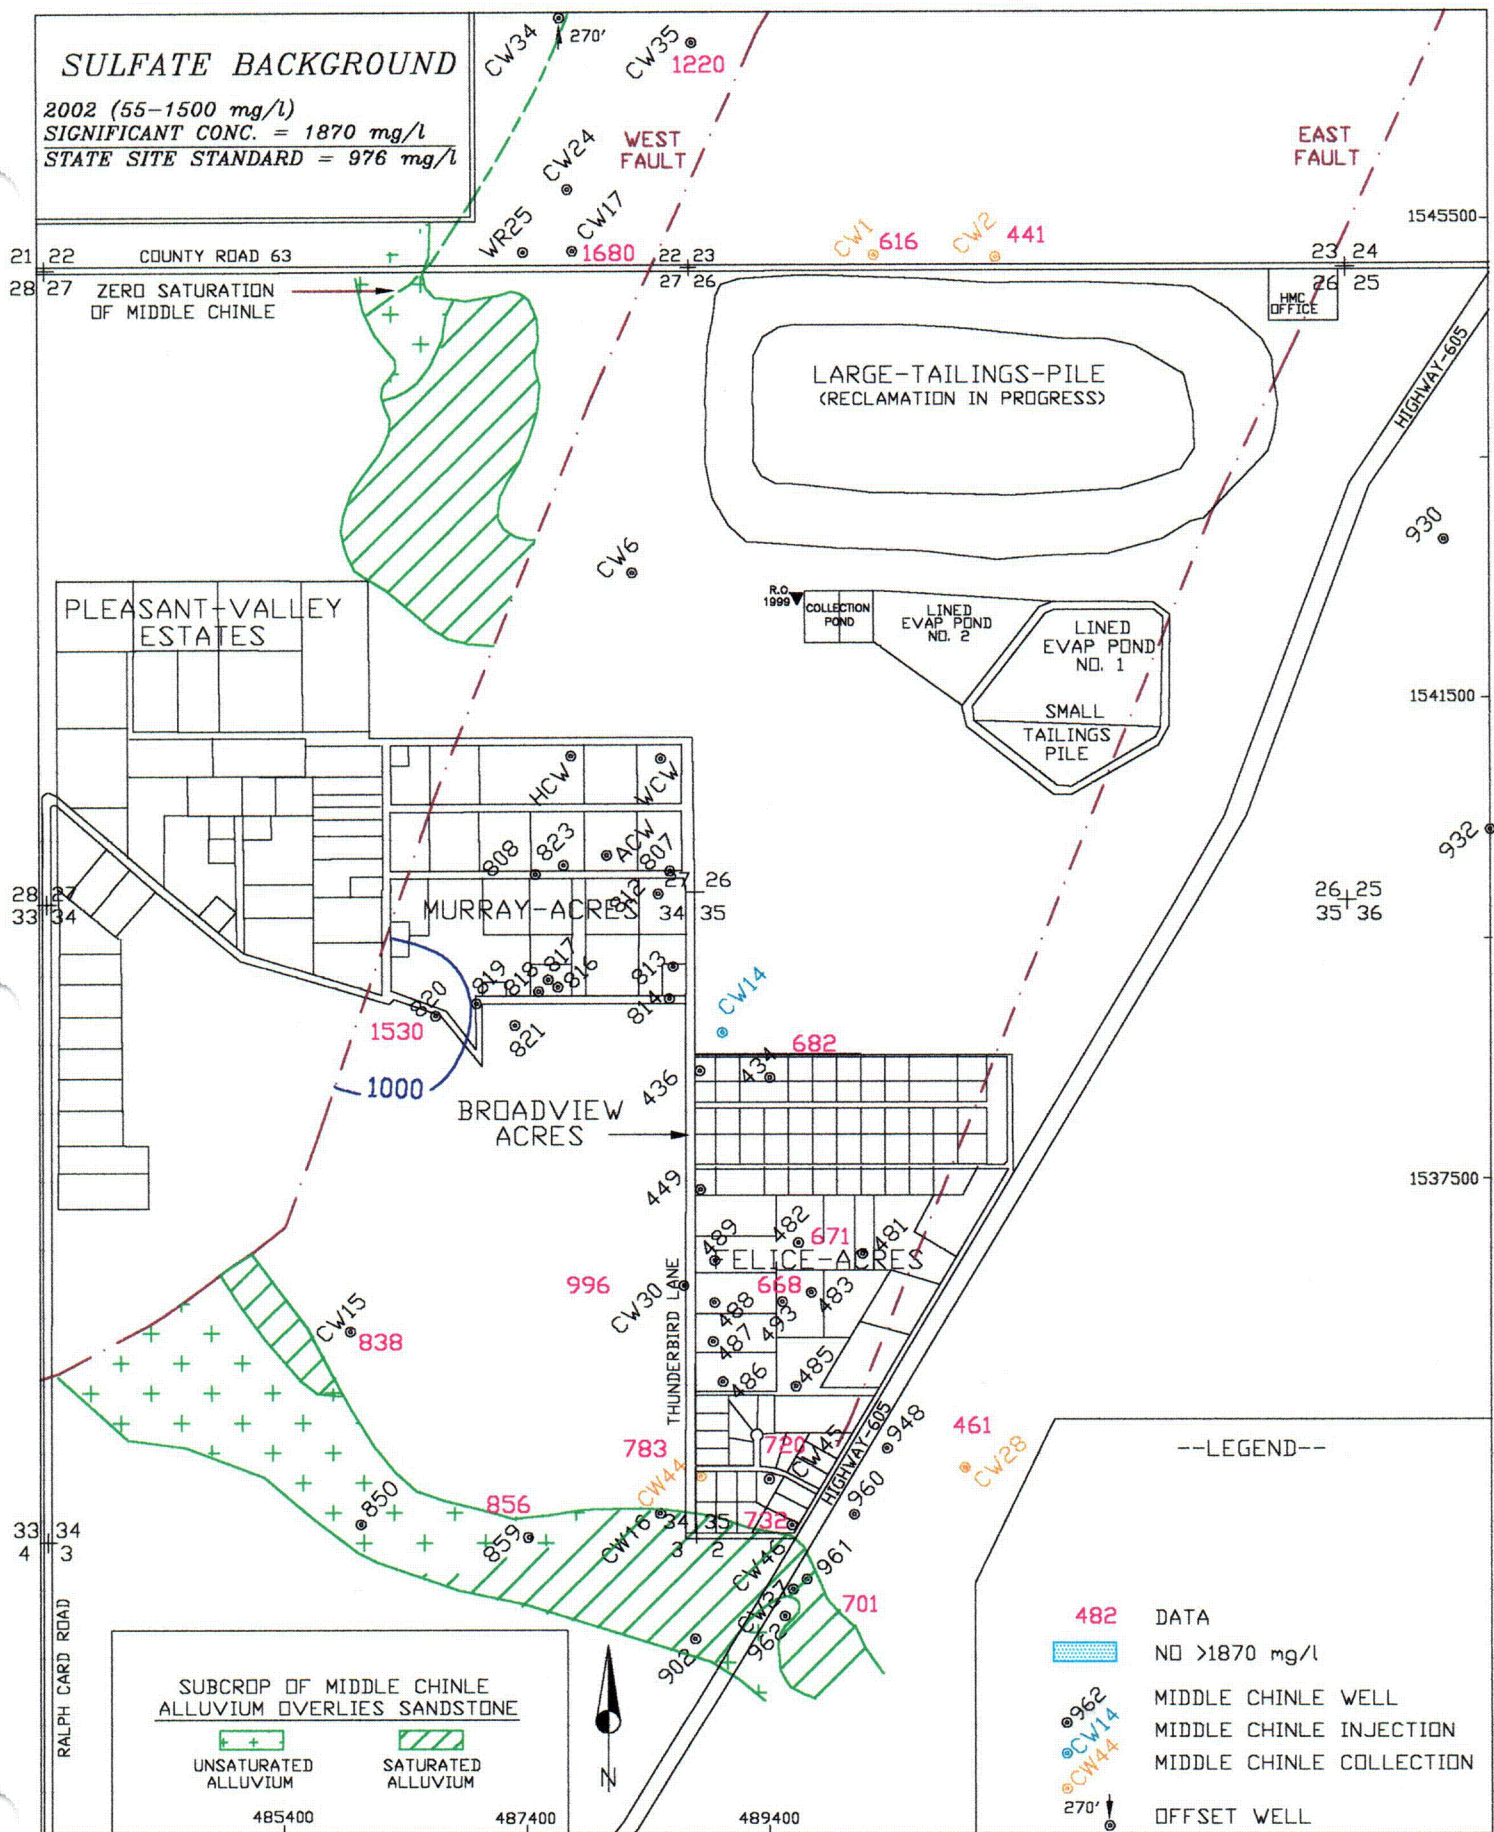 SULFATE BACKGROUND
2002 (55-1500 mg/l)
SIGNIFICANT CONC. = 1870 mg/l
STATE SITE STANDARD = 976 mg/l
CW34
270'
CW35
1220
WEST
FAULT
EAST
FAULT
CW24
WR25
CW17
1680
CW1
616
CW2
441
1545500
21 22
28 27
COUNTY ROAD 63
22 23
27 26
23 24
26 25
ZERO SATURATION
OF MIDDLE CHINLE
HMC
OFFICE
HIGHWAY-605
LARGE-TAILINGS-PILE
(RECLAMATION IN PROGRESS)
930
CW6
R.O.
1999
COLLECTION
POND
LINED
EVAP POND
NO. 2
LINED
EVAP POND
NO. 1
SMALL
TAILINGS
PILE
1541500
PLEASANT-VALLEY
ESTATES
HCW
WCW
808
823
ACW
807
812
932
28 27
33 34
27 26
34 35
26 25
35 36
MURRAY-ACRES
820
819
818
817
816
813
814
821
1530
1000
CW14
682
436
434
BROADVIEW
ACRES
449
1537500
489
482
671
481
FELICE-ACRES
996
CW30
THUNDERBIRD LANE
668
488
493
483
487
486
485
CW15
838
783
CW44
720
CW45
HIGHWAY-605
948
960
461
CW28
850
856
859
CW16
34 35
3 2
732
CW46
961
CW27
962
701
902
33 34
4 3
RALPH CARD ROAD
SUBCROP OF MIDDLE CHINLE
ALLUVIUM OVERLIES SANDSTONE
UNSATURATED
ALLUVIUM
SATURATED
ALLUVIUM
N
485400
487400
489400
--LEGEND--
482 DATA
NO >1870 mg/l
962 MIDDLE CHINLE WELL
CW14 MIDDLE CHINLE INJECTION
CW44 MIDDLE CHINLE COLLECTION
270' OFFSET WELL